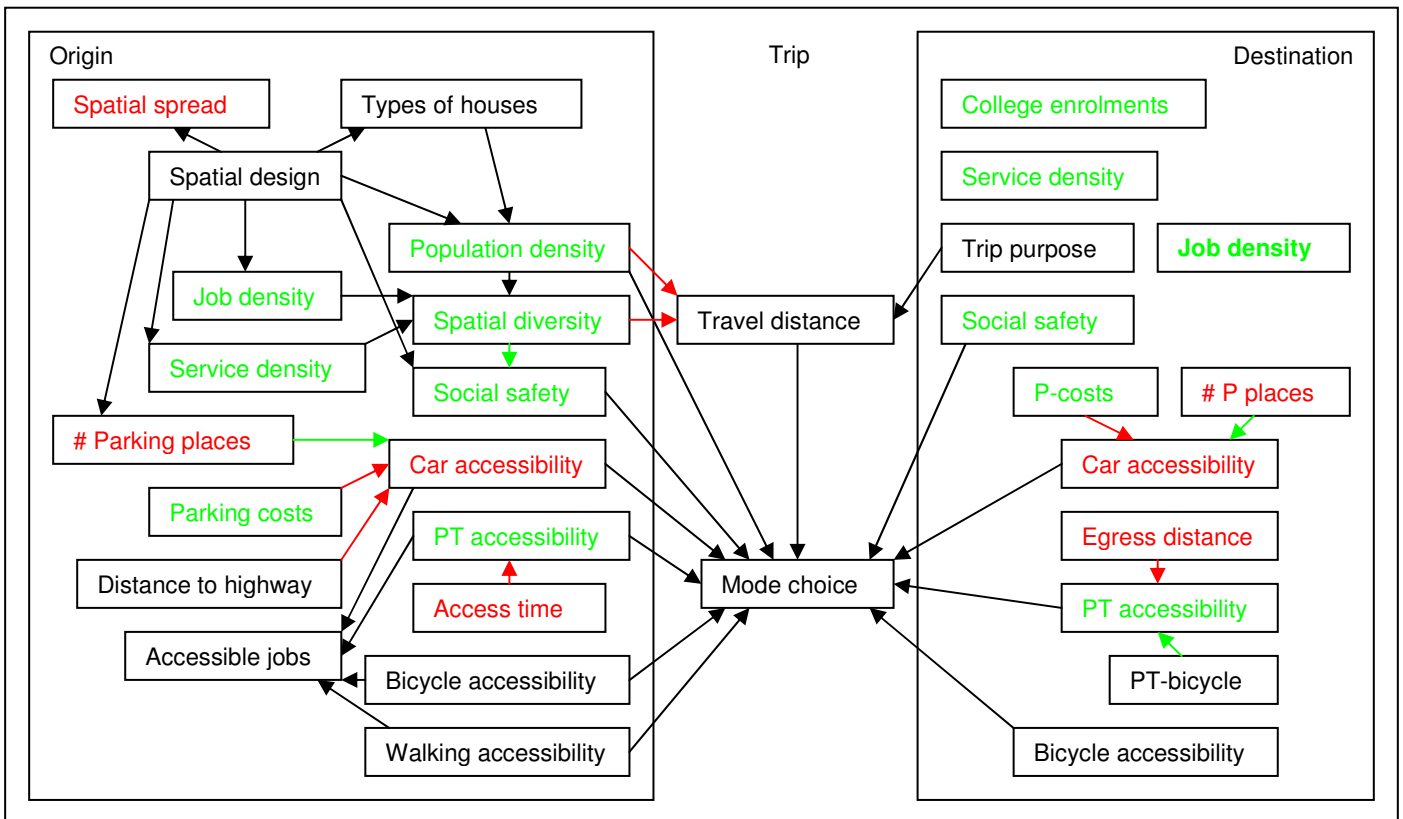 Origin
Trip
Destination
Spatial spread
Types of houses
College enrolments
Spatial design
Service density
Population density
Trip purpose
Job density
Job density
Spatial diversity
Travel distance
Social safety
Service density
Social safety
P-costs
# P places
# Parking places
Car accessibility
Car accessibility
Parking costs
PT accessibility
Egress distance
Distance to highway
Access time
Mode choice
PT accessibility
Accessible jobs
Bicycle accessibility
PT-bicycle
Walking accessibility
Bicycle accessibility